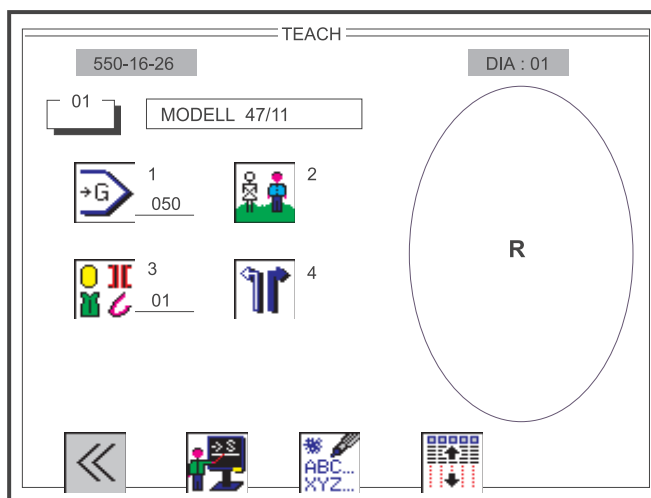 TEACH
550-16-26
DIA : 01
01
MODELL 47/11
→G
1
050
2
3
01
4
R
→S
ABC...
XYZ...